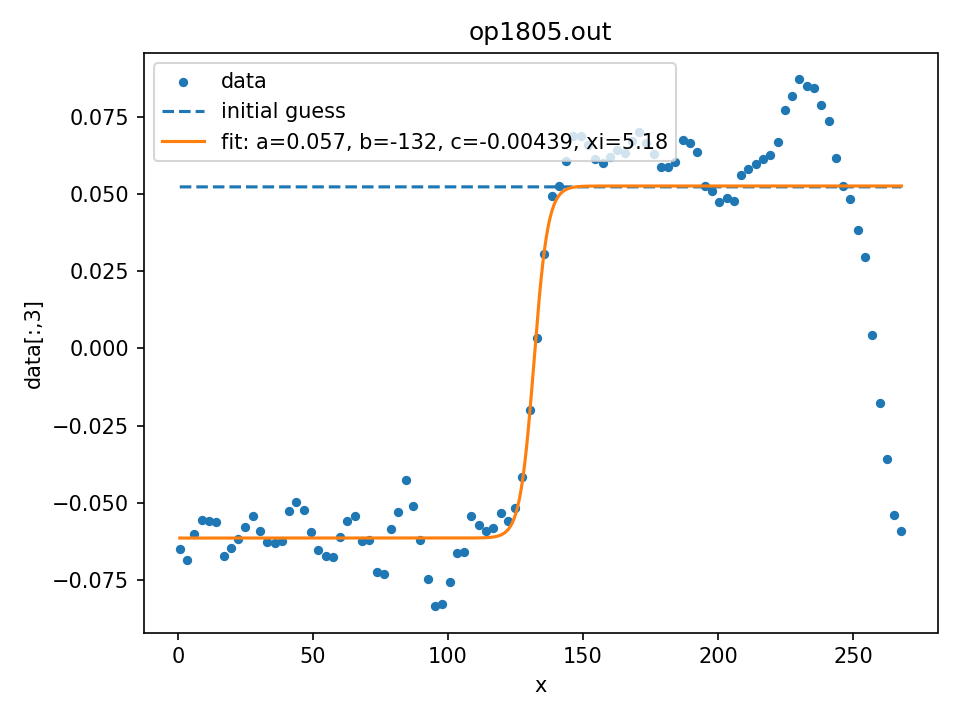 op1805.out
data
initial guess
fit: a=0.057, b=-132, c=-0.00439, xi=5.18
data[:,3]
0.075
0.050
0.025
0.000
−0.025
−0.050
−0.075
0 50 100 150 200 250
x